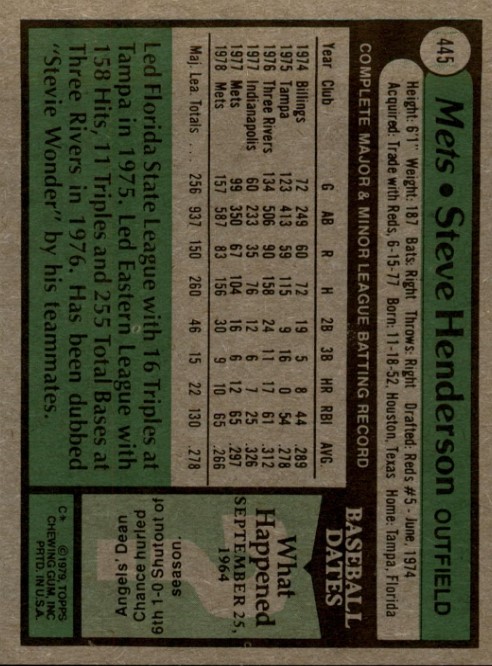 445
Mets • Steve Henderson OUTFIELD
Height: 6'1" Weight: 187 Bats: Right Throws: Right Drafted: Reds #5 - June, 1974
Acquired: Trade with Reds, 6-15-77 Born: 11-18-52, Houston, Texas Home: Tampa, Florida
COMPLETE MAJOR & MINOR LEAGUE BATTING RECORD
Year Club G AB R H 2B 3B HR RBI AVG
1974 Billings 72 249 60 72 19 5 8 44 .289
1975 Tampa 123 413 59 115 9 16 0 54 .278
1976 Three Rivers 134 506 90 158 24 11 17 61 .312
1977 Indianapolis 60 233 35 76 12 6 7 25 .326
1977 Mets 99 350 67 104 16 6 12 65 .297
1978 Mets 157 587 83 156 30 9 10 65 .266
Maj. Lea. Totals . . . 256 937 150 260 46 15 22 130 .278
Led Florida State League with 16 Triples at
Tampa in 1975. Led Eastern League with
158 Hits, 11 Triples and 255 Total Bases at
Three Rivers in 1976. Has been dubbed
"Stevie Wonder" by his teammates.
BASEBALL
DATES
What
Happened
SEPTEMBER 25,
1964
Angels' Dean
Chance hurled
6th 1-0 Shutout of
season.
C* ©1979, TOPPS
CHEWING GUM, INC
PRTD. IN U.S.A.